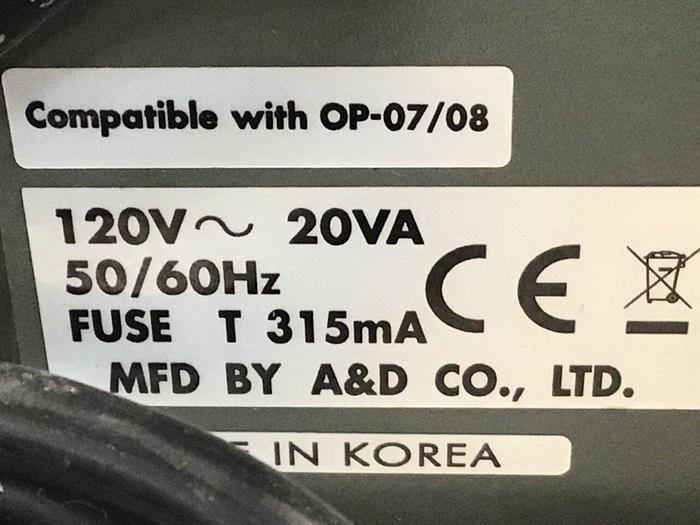 Compatible with OP-07/08
120V～ 20VA
50/60Hz
FUSE T 315mA
CE
MFD BY A&D CO., LTD.
IN KOREA